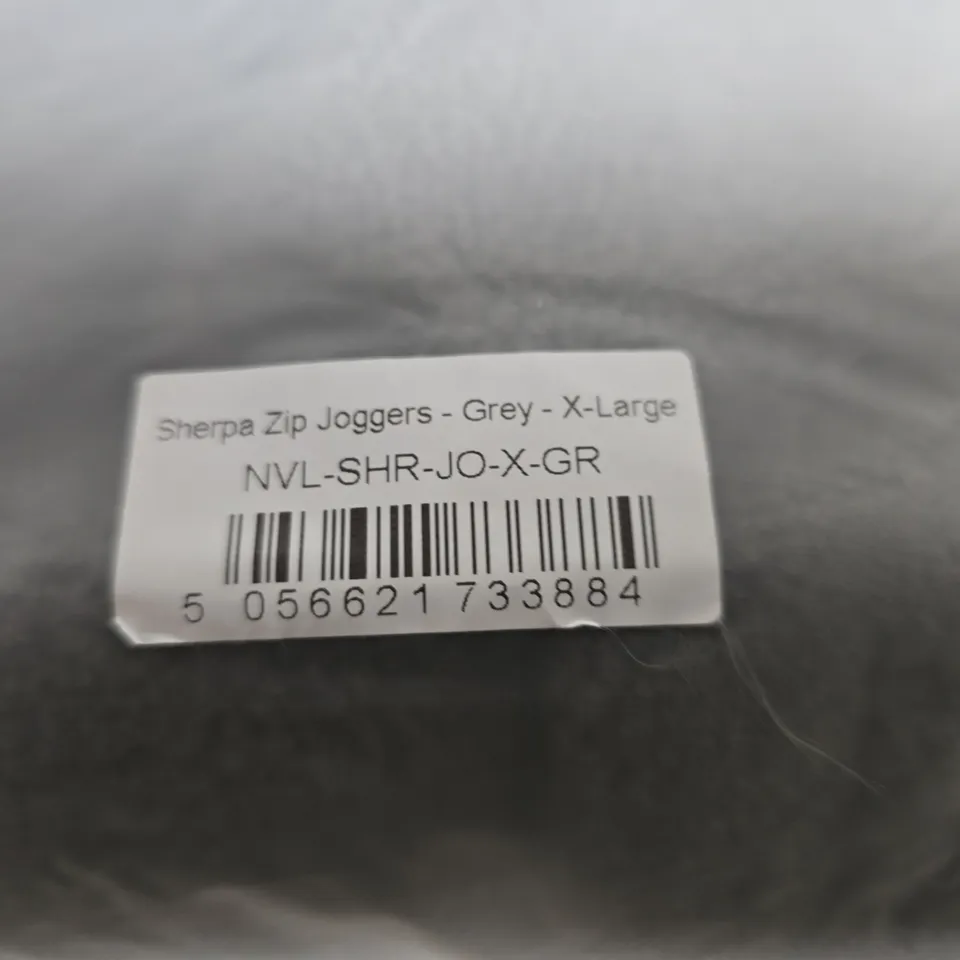 Sherpa Zip Joggers - Grey - X-Large
NVL-SHR-JO-X-GR
5 056621 733884